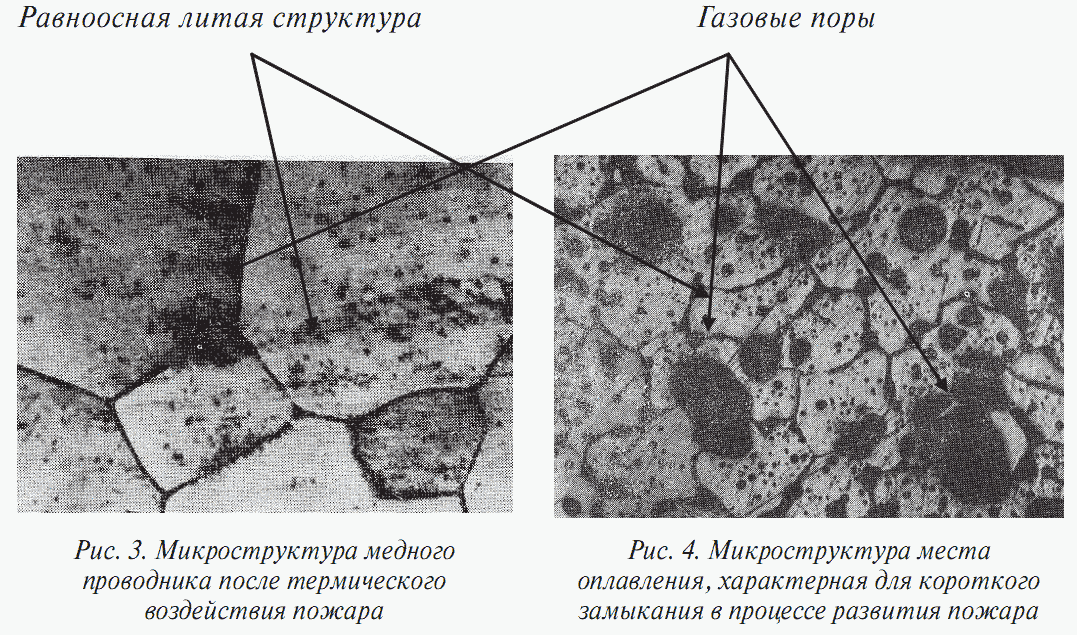 Равноосная литая структура
Газовые поры
Рис. 3. Микроструктура медного
проводника после термического
воздействия пожара
Рис. 4. Микроструктура места
оплавления, характерная для короткого
замыкания в процессе развития пожара